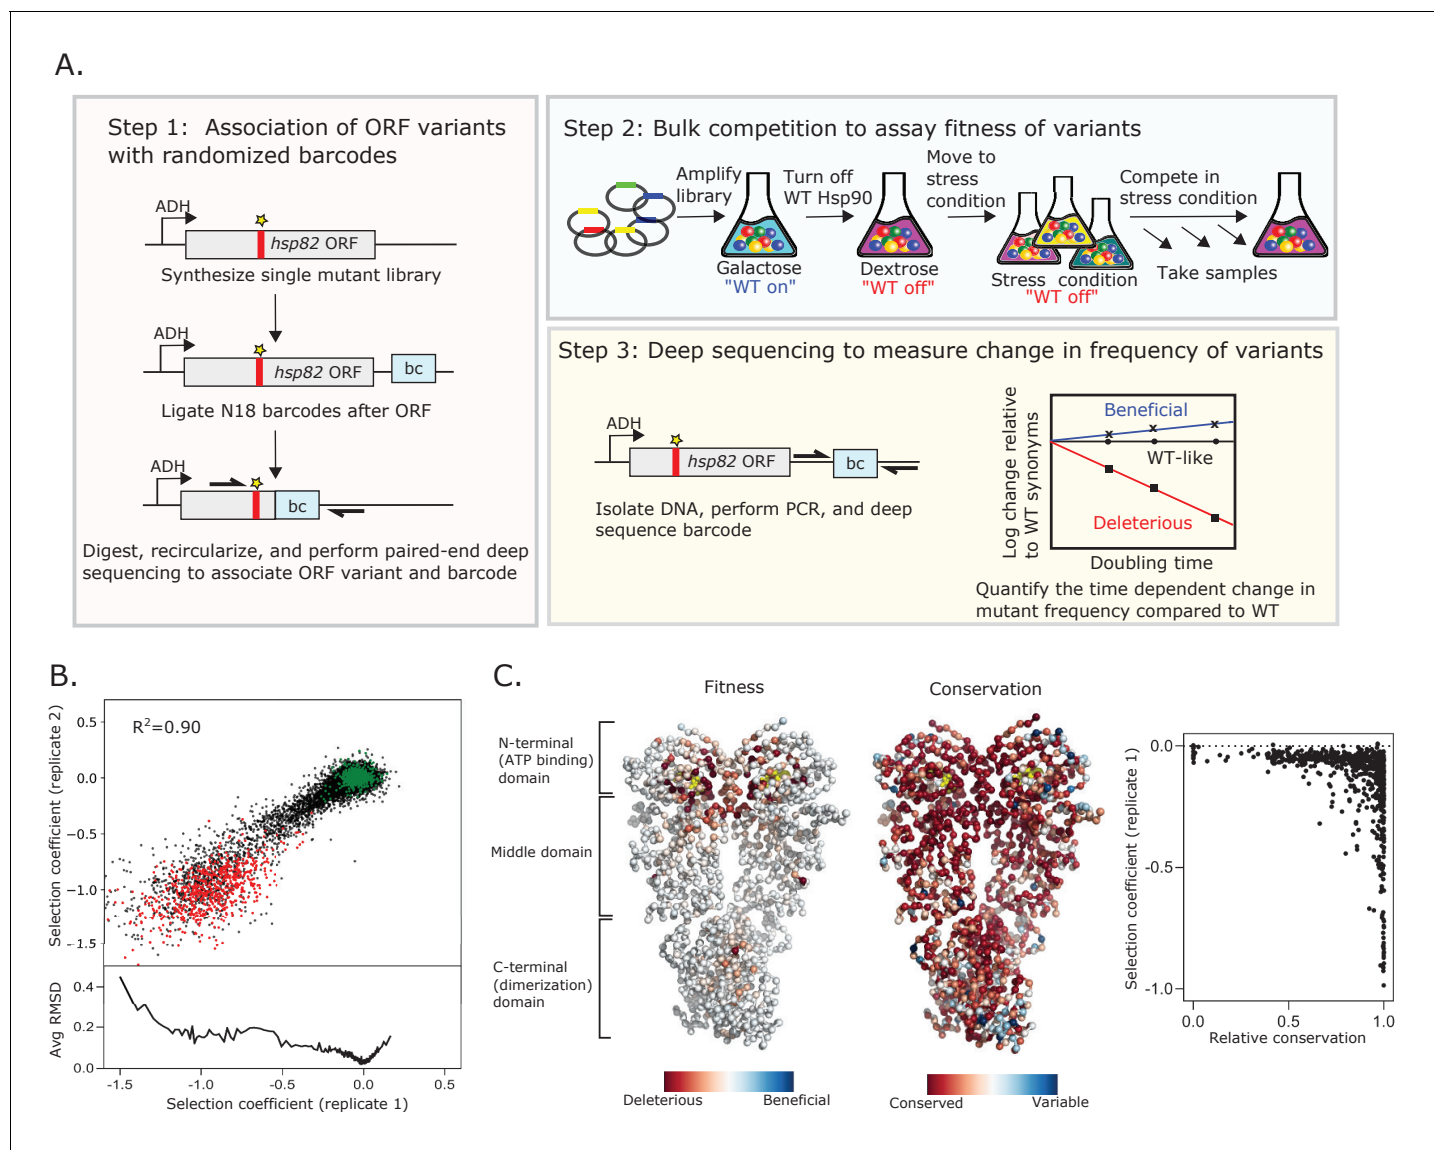 A.
Step 1:  Association of ORF variants
with randomized barcodes
ADH
hsp82 ORF
Synthesize single mutant library
ADH
hsp82 ORF
bc
Ligate N18 barcodes after ORF
ADH
bc
Digest, recircularize, and perform paired-end deep
sequencing to associate ORF variant and barcode
Step 2: Bulk competition to assay fitness of variants
Amplify
library
Turn off
WT Hsp90
Move to
stress
condition
Compete in
stress condition
Galactose
"WT on"
Dextrose
"WT off"
Stress condition
"WT off"
Take samples
Step 3: Deep sequencing to measure change in frequency of variants
ADH
hsp82 ORF
bc
Isolate DNA, perform PCR, and deep
sequence barcode
Log change relative
to WT synonyms
Beneficial
WT-like
Deleterious
Doubling time
Quantify the time dependent change in
mutant frequency compared to WT
B.
Selection coefficient (replicate 2)
R²=0.90
0.5
0.0
−0.5
−1.0
−1.5
Avg RMSD
0.4
0.2
0.0
-1.5
-1.0
-0.5
0.0
0.5
Selection coefficient (replicate 1)
C.
Fitness
Conservation
N-terminal
(ATP binding)
domain
Middle domain
C-terminal
(dimerization)
domain
Deleterious
Beneficial
Conserved
Variable
Selection coefficient (replicate 1)
0.0
-0.5
-1.0
0.0
0.5
1.0
Relative conservation